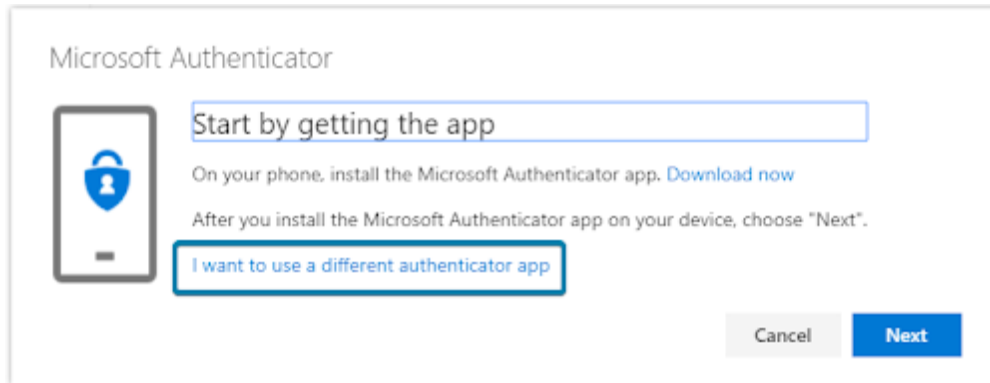 Microsoft Authenticator
Start by getting the app
On your phone, install the Microsoft Authenticator app. Download now
After you install the Microsoft Authenticator app on your device, choose "Next".
I want to use a different authenticator app
Cancel
Next